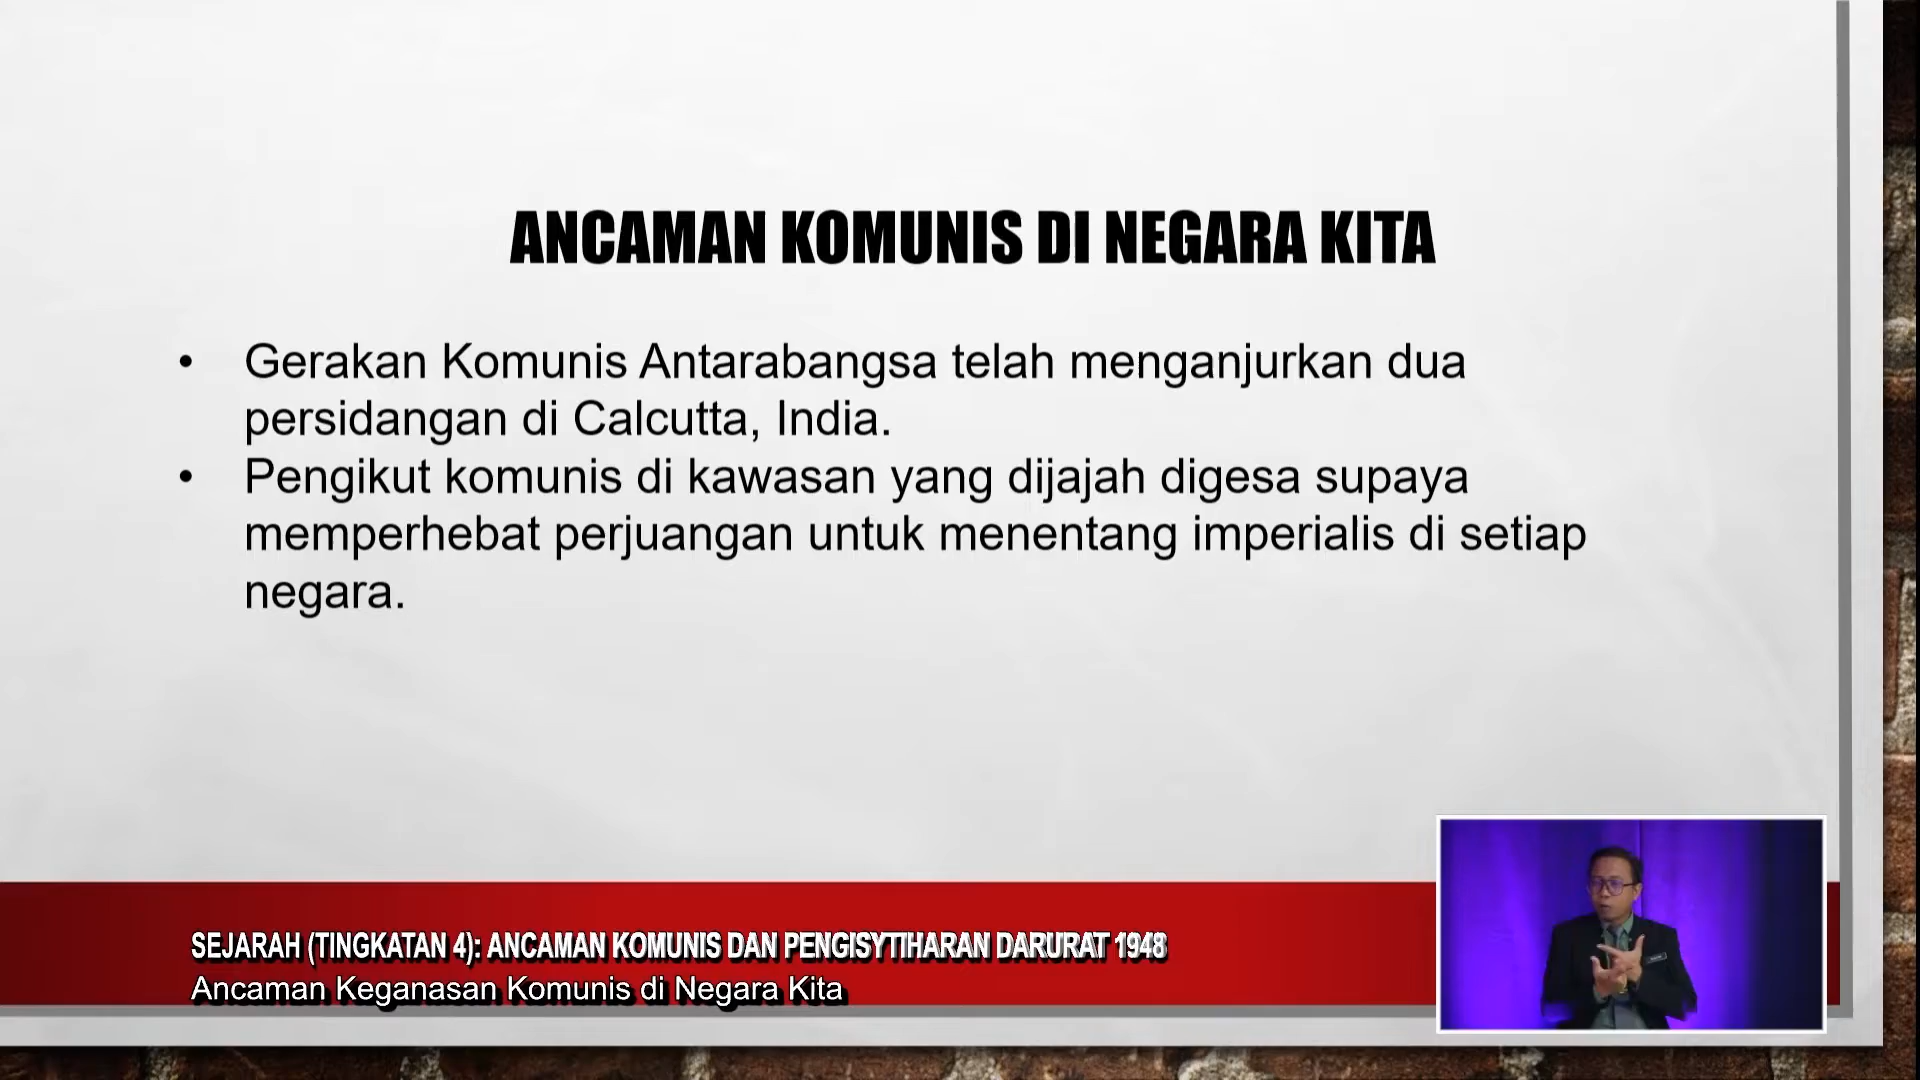 ANCAMAN KOMUNIS DI NEGARA KITA
• Gerakan Komunis Antarabangsa telah menganjurkan dua
persidangan di Calcutta, India.
• Pengikut komunis di kawasan yang dijajah digesa supaya
memperhebat perjuangan untuk menentang imperialis di setiap
negara.
SEJARAH (TINGKATAN 4): ANCAMAN KOMUNIS DAN PENGISYTIHARAN DARURAT 1948
Ancaman Keganasan Komunis di Negara Kita